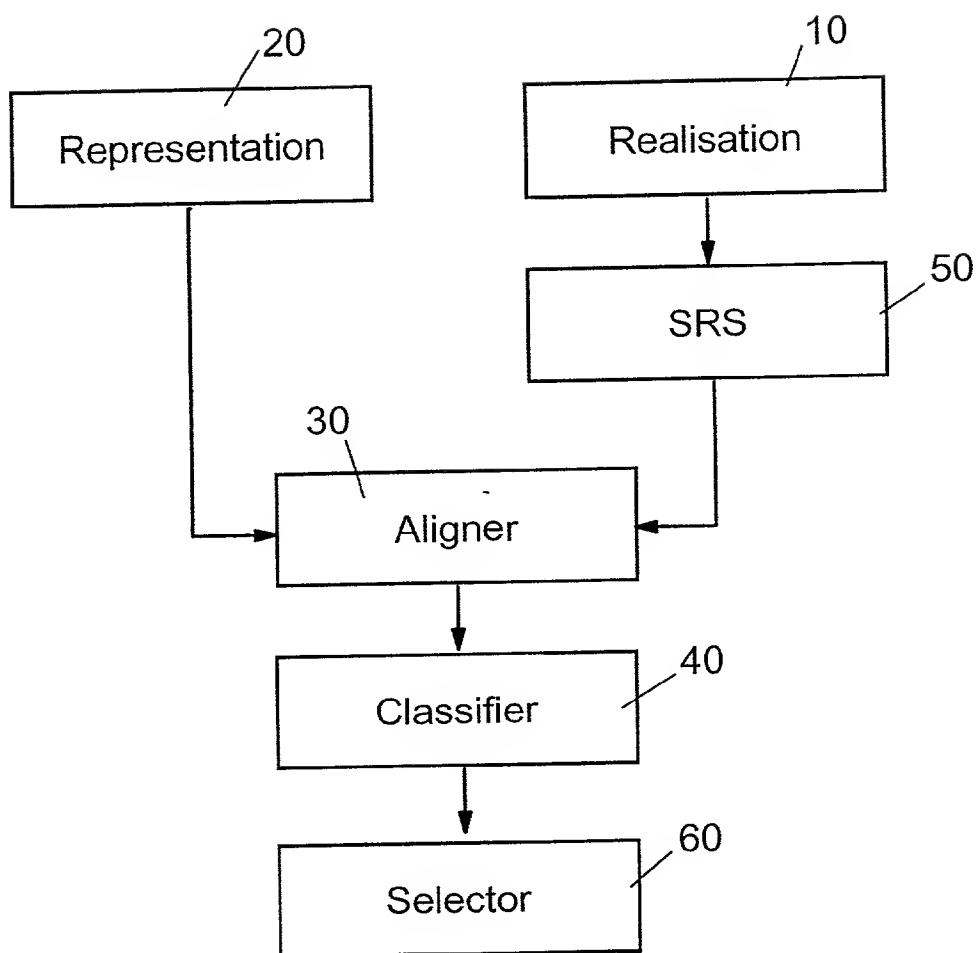 20
10
Representation
Realisation
50
SRS
30
Aligner
40
Classifier
60
Selector